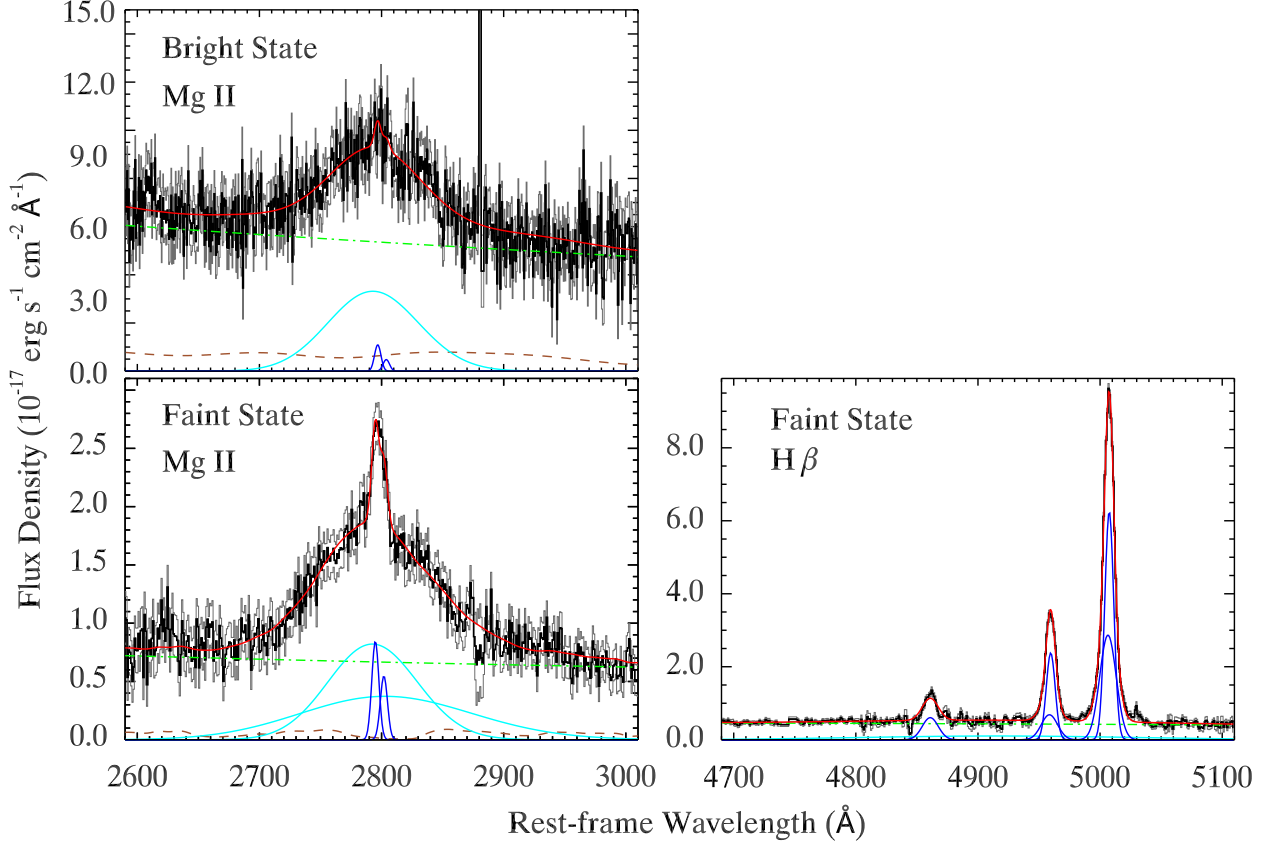 15.0
12.0
9.0
6.0
3.0
0.0
Bright State
Mg II
2.5
2.0
1.5
1.0
0.5
0.0
Faint State
Mg II
8.0
6.0
4.0
2.0
0.0
Faint State
H β
Flux Density (10⁻¹⁷ erg s⁻¹ cm⁻² Å⁻¹)
2600 2700 2800 2900 3000
4700 4800 4900 5000 5100
Rest-frame Wavelength (Å)